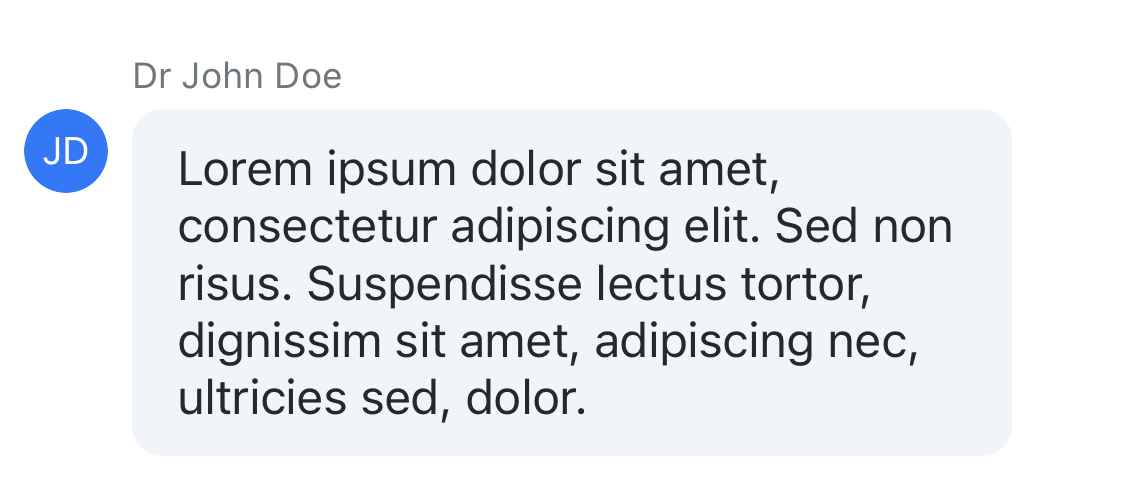 Dr John Doe
JD
Lorem ipsum dolor sit amet,
consectetur adipiscing elit. Sed non
risus. Suspendisse lectus tortor,
dignissim sit amet, adipiscing nec,
ultricies sed, dolor.